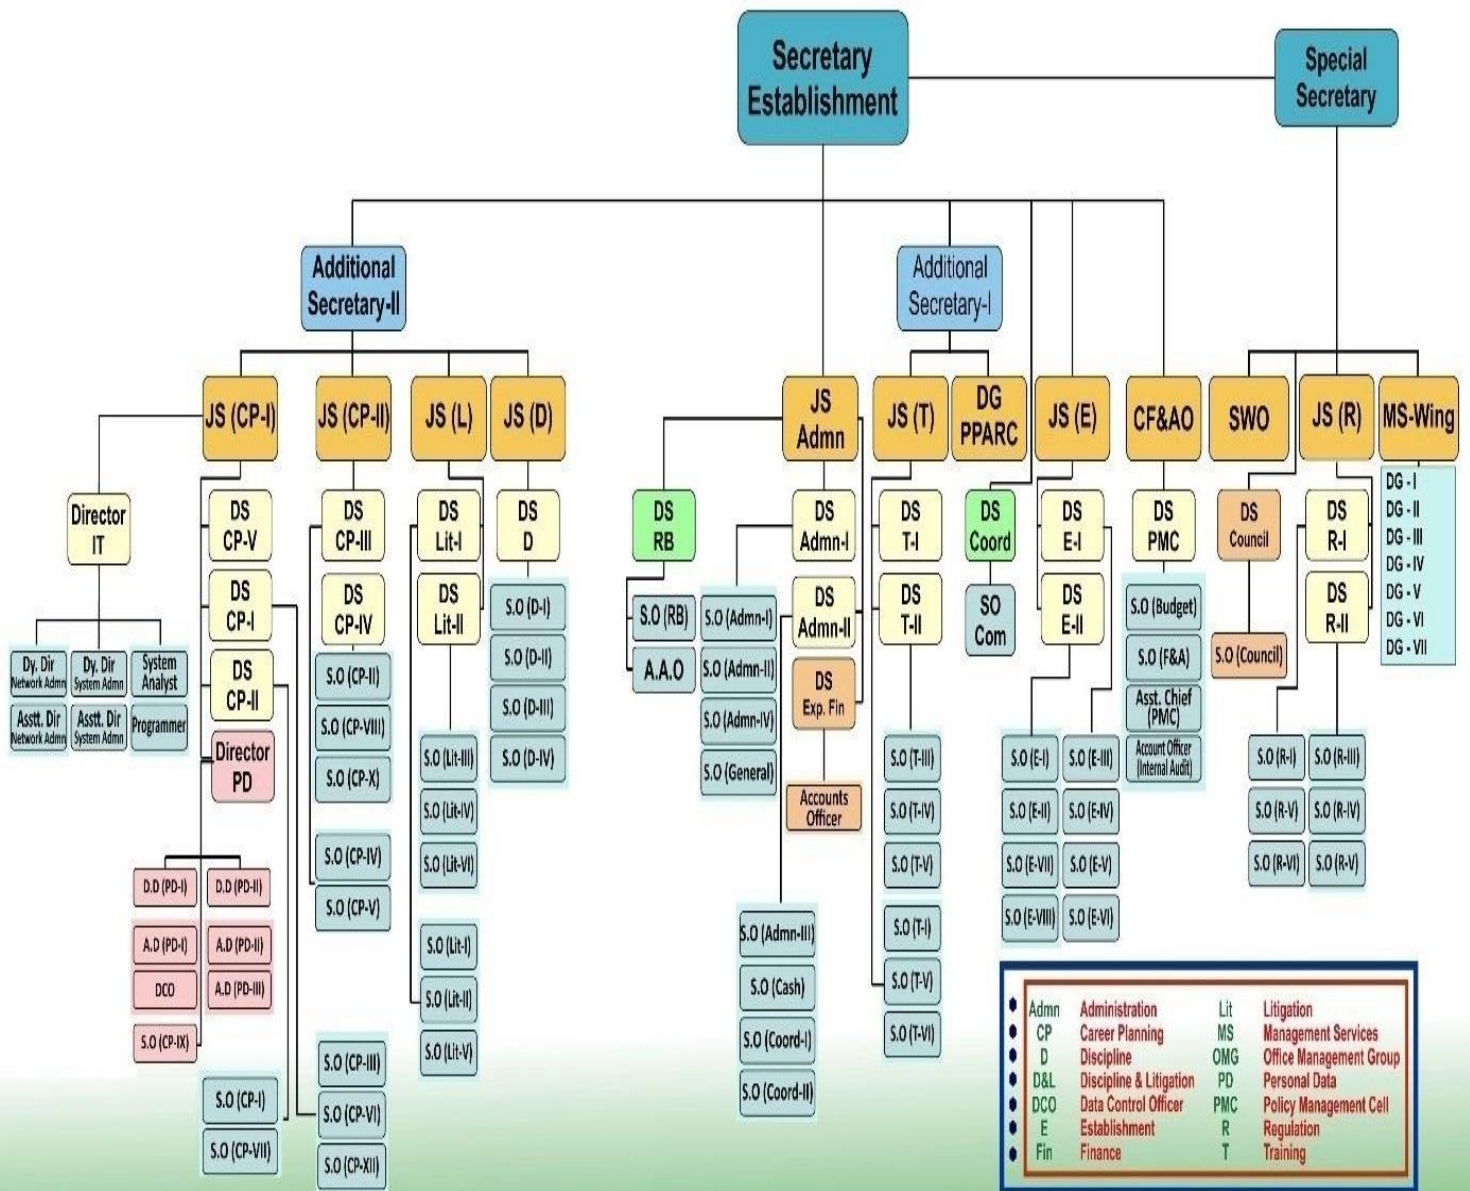 Secretary
Establishment
Special
Secretary
Additional
Secretary-II
Additional
Secretary-I
JS (CP-I)
JS (CP-II)
JS (L)
JS (D)
JS
Admn
JS (T)
DG
PPARC
JS (E)
CF&AO
SWO
JS (R)
MS-Wing
Director
IT
DS
CP-V
DS
CP-III
DS
Lit-I
DS
D
DS
RB
DS
Admn-I
DS
T-I
DS
Coord
DS
E-I
DS
PMC
DS
Council
DS
R-I
DG - I
DG - II
DG - III
DG - IV
DG - V
DG - VI
DG - VII
DS
CP-I
DS
CP-IV
DS
Lit-II
S.O (D-I)
S.O (D-II)
S.O (D-III)
S.O (D-IV)
S.O (RB)
A.A.O
S.O (Admn-I)
S.O (Admn-II)
S.O (Admn-IV)
S.O (General)
DS
Admn-II
DS
Exp. Fin
Accounts
Officer
DS
T-II
SO
Com
DS
E-II
S.O (Budget)
S.O (F&A)
Asst. Chief
(PMC)
Account Officer
(Internal Audit)
S.O (Council)
DS
R-II
Dy. Dir
Network Admn
Dy. Dir
System Admn
System
Analyst
Asstt. Dir
Network Admn
Asstt. Dir
System Admn
Programmer
DS
CP-II
Director
PD
S.O (CP-II)
S.O (CP-VIII)
S.O (CP-X)
S.O (CP-IV)
S.O (CP-V)
S.O (Lit-III)
S.O (Lit-IV)
S.O (Lit-VI)
S.O (Lit-I)
S.O (Lit-II)
S.O (Lit-V)
S.O (T-III)
S.O (T-IV)
S.O (T-V)
S.O (T-I)
S.O (T-V)
S.O (T-VI)
S.O (E-I)
S.O (E-III)
S.O (E-II)
S.O (E-IV)
S.O (E-VII)
S.O (E-V)
S.O (E-VIII)
S.O (E-VI)
S.O (R-I)
S.O (R-III)
S.O (R-V)
S.O (R-IV)
S.O (R-VI)
S.O (R-V)
D.D (PD-I)
D.D (PD-II)
A.D (PD-I)
A.D (PD-II)
DCO
A.D (PD-III)
S.O (CP-IX)
S.O (CP-I)
S.O (CP-VII)
S.O (CP-III)
S.O (CP-VI)
S.O (CP-XII)
S.O (Admn-III)
S.O (Cash)
S.O (Coord-I)
S.O (Coord-II)
Admn Administration Lit Litigation
CP Career Planning MS Management Services
D Discipline OMG Office Management Group
D&L Discipline & Litigation PD Personal Data
DCO Data Control Officer PMC Policy Management Cell
E Establishment R Regulation
Fin Finance T Training